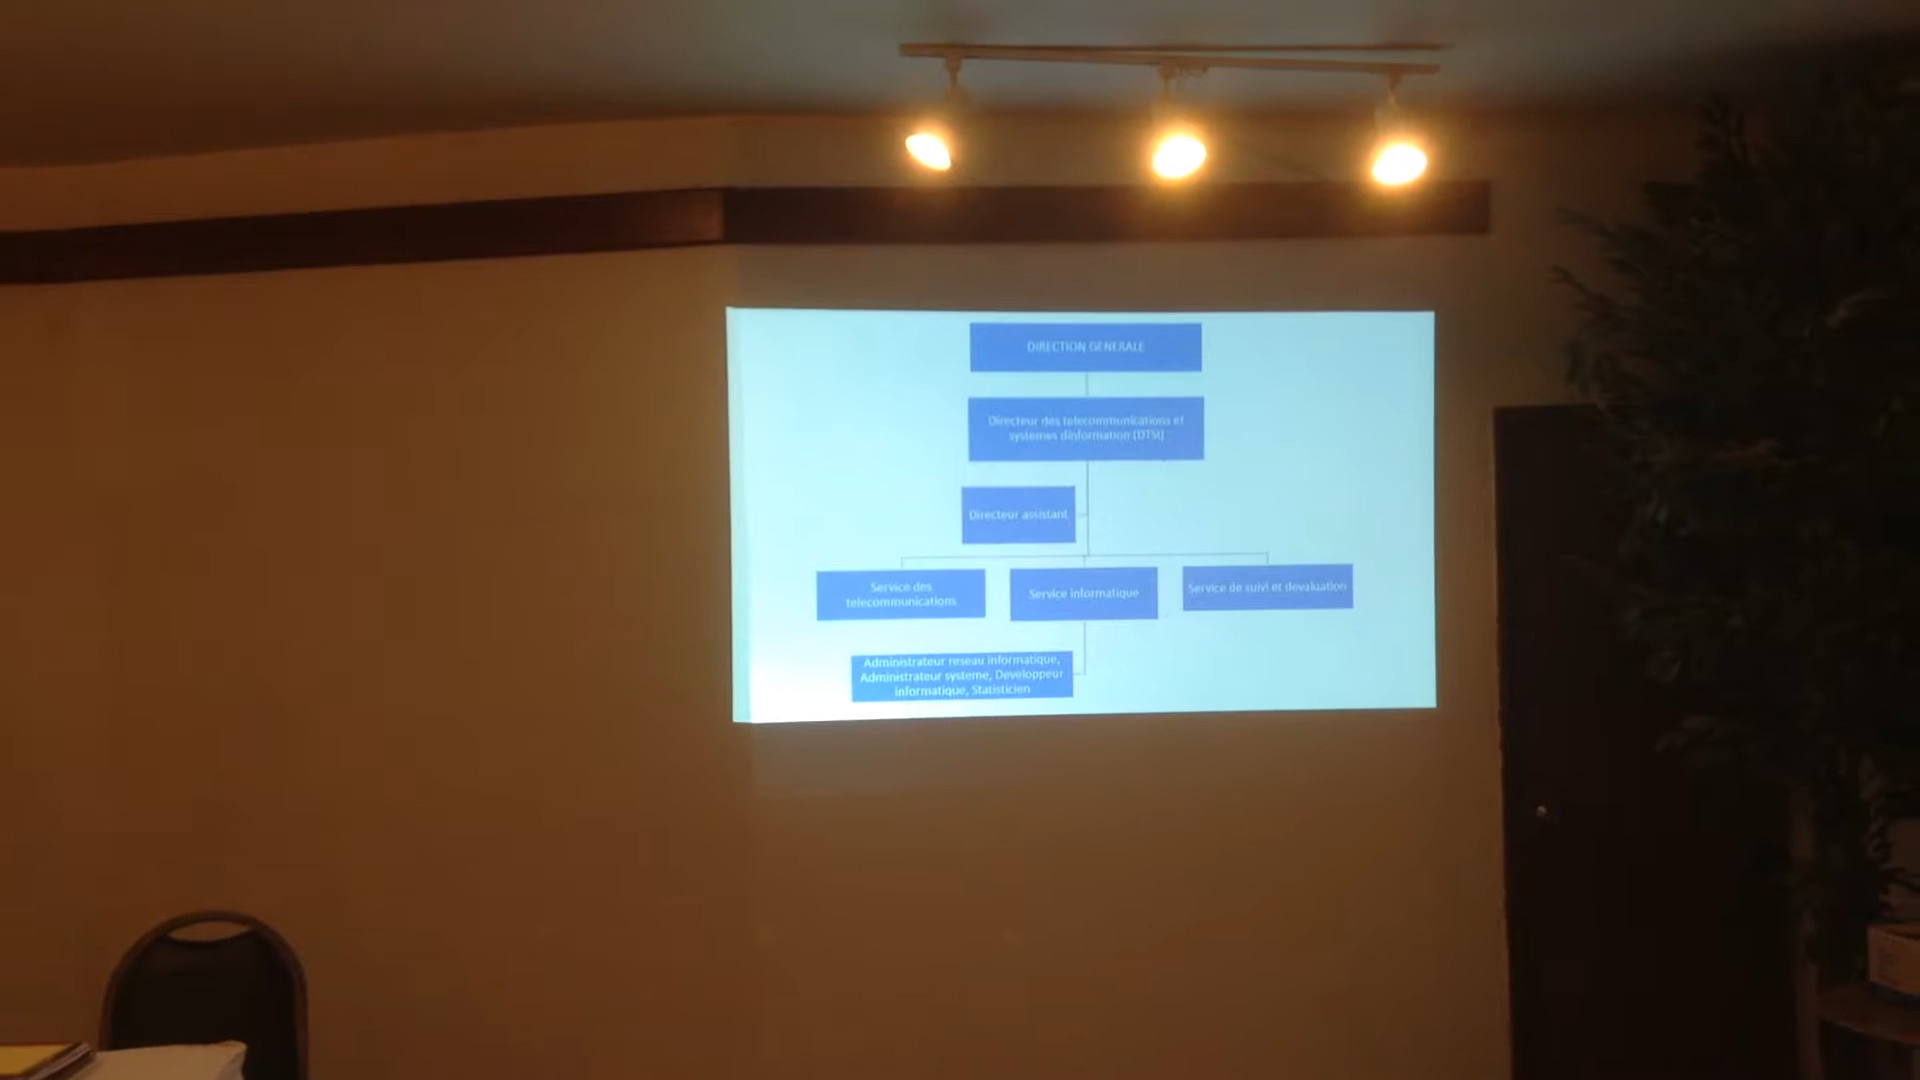 DIRECTION GENERALE
Directeur des telecommunications et
systemes dinformation (DTSI)
Directeur assistant
Service des
telecommunications
Service informatique
Service de suivi et devaluation
Administrateur reseau informatique,
Administrateur systeme, Developpeur
informatique, Statisticien